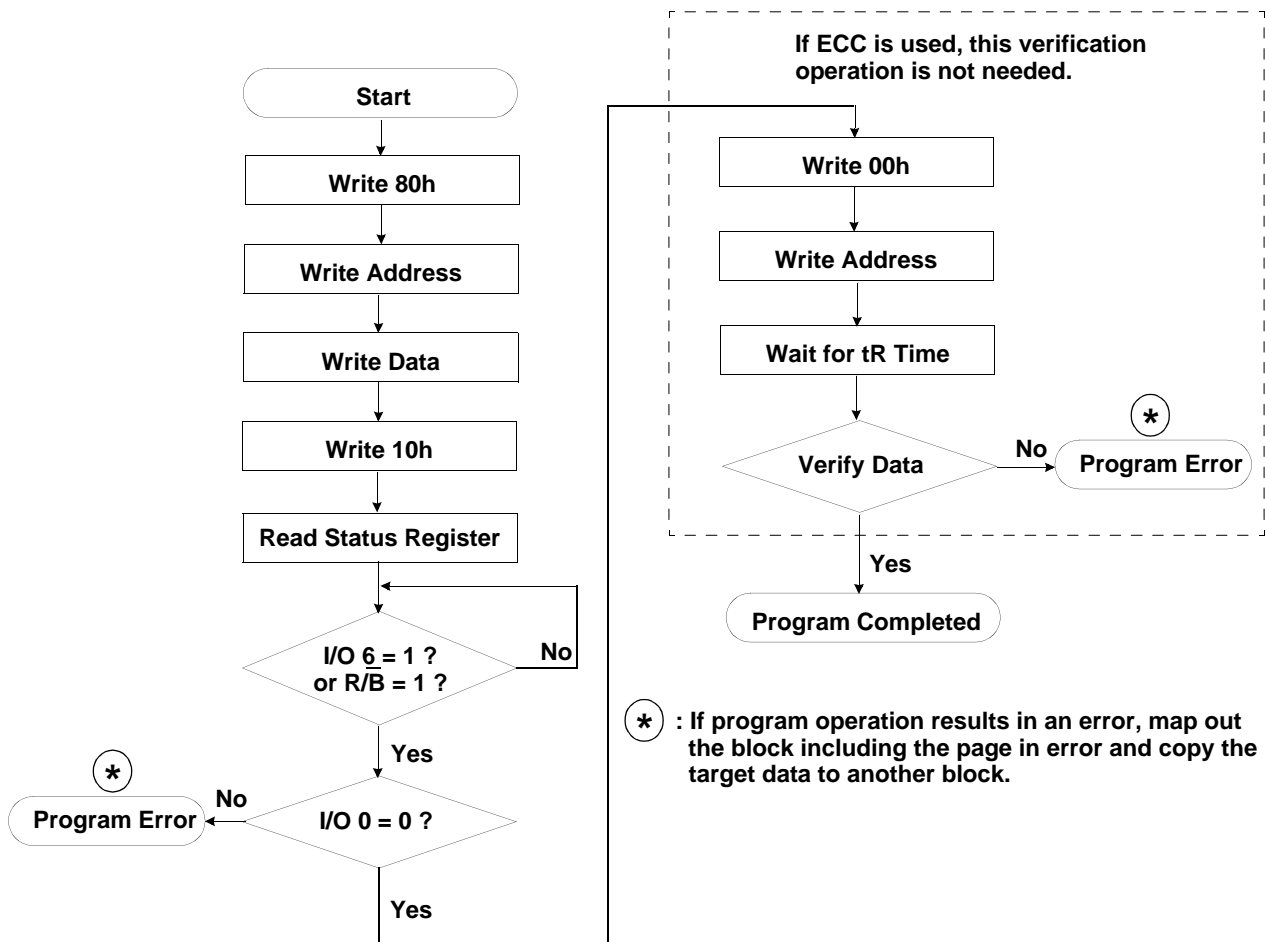 Start
Write 80h
Write Address
Write Data
Write 10h
Read Status Register
I/O 6 = 1 ?
or R/B̅ = 1 ?
No
Yes
*
No
Program Error
I/O 0 = 0 ?
Yes
If ECC is used, this verification
operation is not needed.
Write 00h
Write Address
Wait for tR Time
*
Verify Data
No
Program Error
Yes
Program Completed
* : If program operation results in an error, map out
the block including the page in error and copy the
target data to another block.